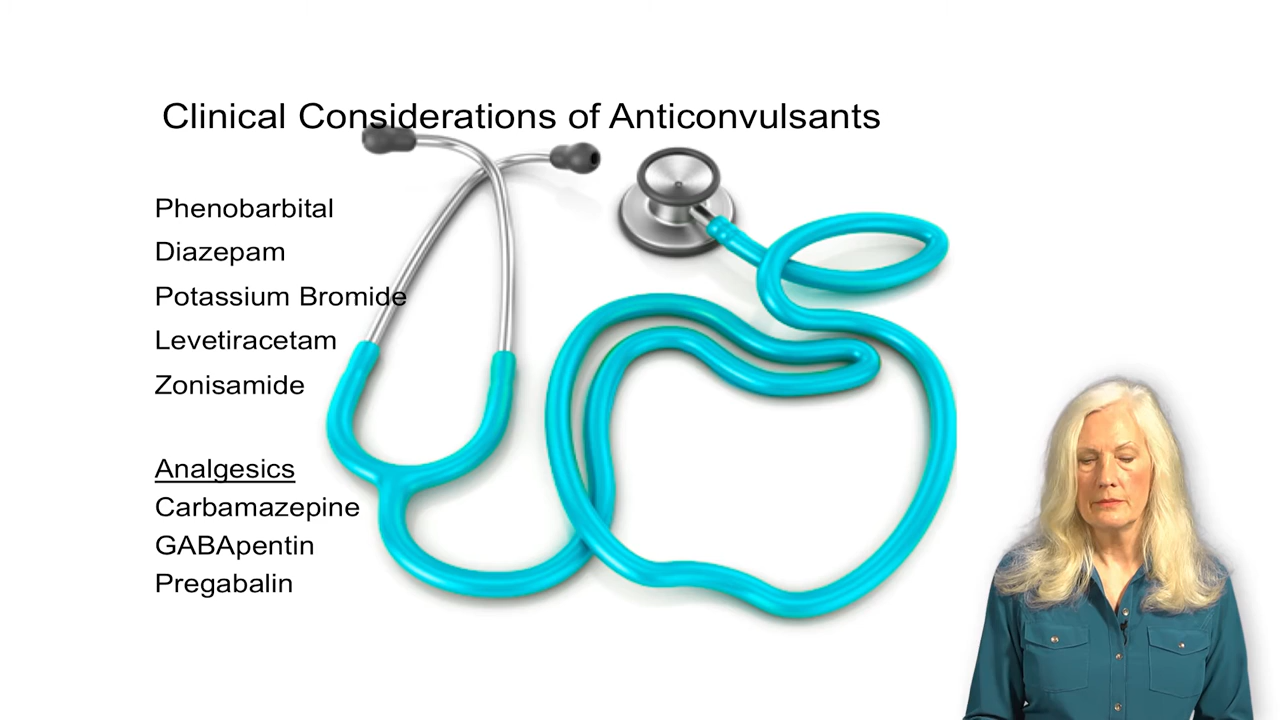 Clinical Considerations of Anticonvulsants
Phenobarbital
Diazepam
Potassium Bromide
Levetiracetam
Zonisamide
Analgesics
Carbamazepine
GABApentin
Pregabalin